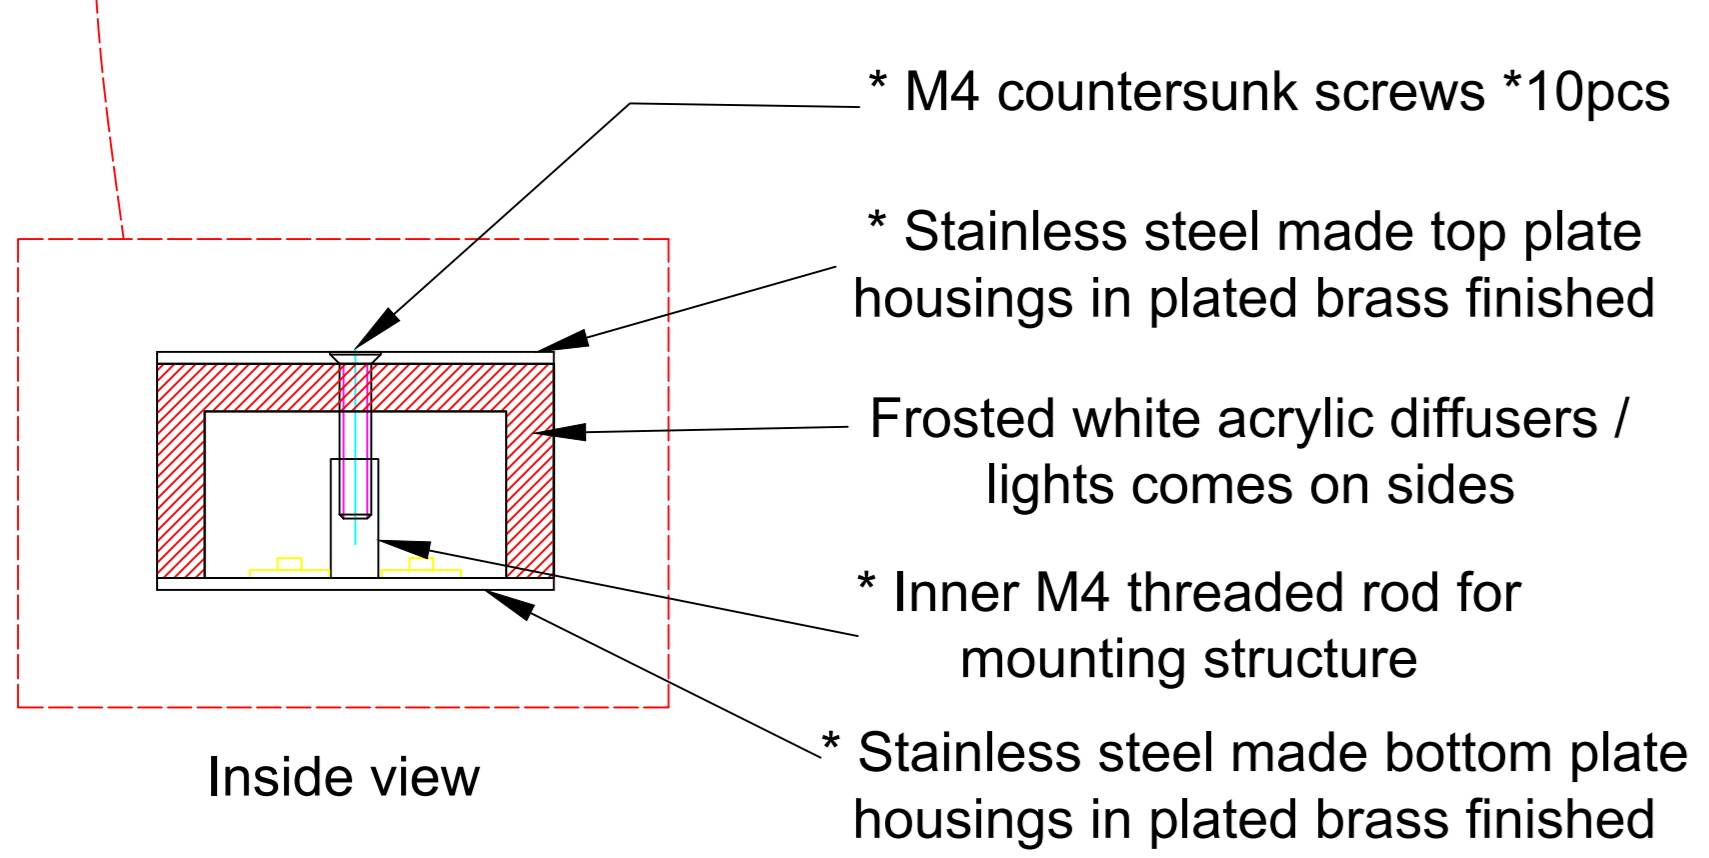 * M4 countersunk screws *10pcs
* Stainless steel made top plate
housings in plated brass finished
Frosted white acrylic diffusers /
lights comes on sides
* Inner M4 threaded rod for
mounting structure
* Stainless steel made bottom plate
housings in plated brass finished
Inside view